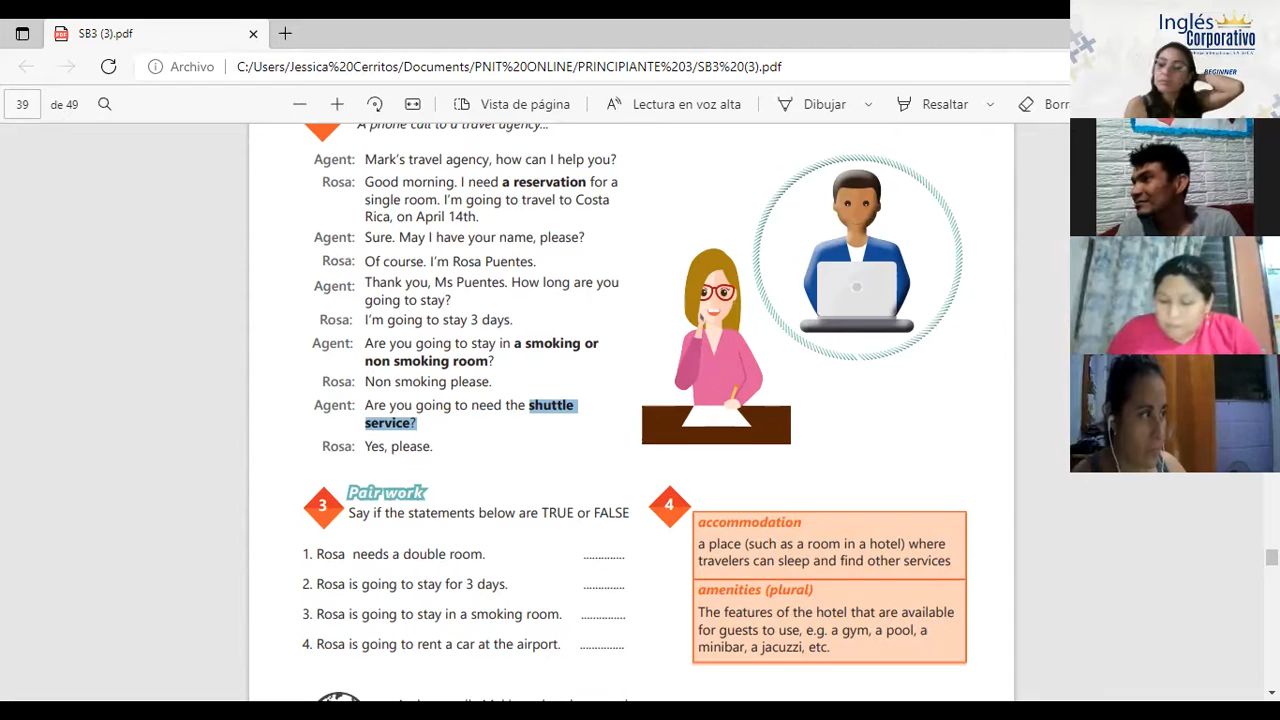 SB3 (3).pdf
Archivo
C:/Users/Jessica%20Cerritos/Documents/PNET%20ONLINE/PRINCIPIANTE%203/SB3%20(3).pdf
39 de 49
Vista de página
Lectura en voz alta
Dibujar
Resaltar
Borr
Inglés
Corporativo
BEGINNER
A phone call to a travel agency...
Agent: Mark's travel agency, how can I help you?
Rosa: Good morning. I need a reservation for a
single room. I'm going to travel to Costa
Rica, on April 14th.
Agent: Sure. May I have your name, please?
Rosa: Of course. I'm Rosa Puentes.
Agent: Thank you, Ms Puentes. How long are you
going to stay?
Rosa: I'm going to stay 3 days.
Agent: Are you going to stay in a smoking or
non smoking room?
Rosa: Non smoking please.
Agent: Are you going to need the shuttle
service?
Rosa: Yes, please.
3 Pair work
Say if the statements below are TRUE or FALSE
1. Rosa needs a double room. ..............
2. Rosa is going to stay for 3 days. ..............
3. Rosa is going to stay in a smoking room. ...............
4. Rosa is going to rent a car at the airport. ...............
4
accommodation
a place (such as a room in a hotel) where
travelers can sleep and find other services
amenities (plural)
The features of the hotel that are available
for guests to use, e.g. a gym, a pool, a
minibar, a jacuzzi, etc.